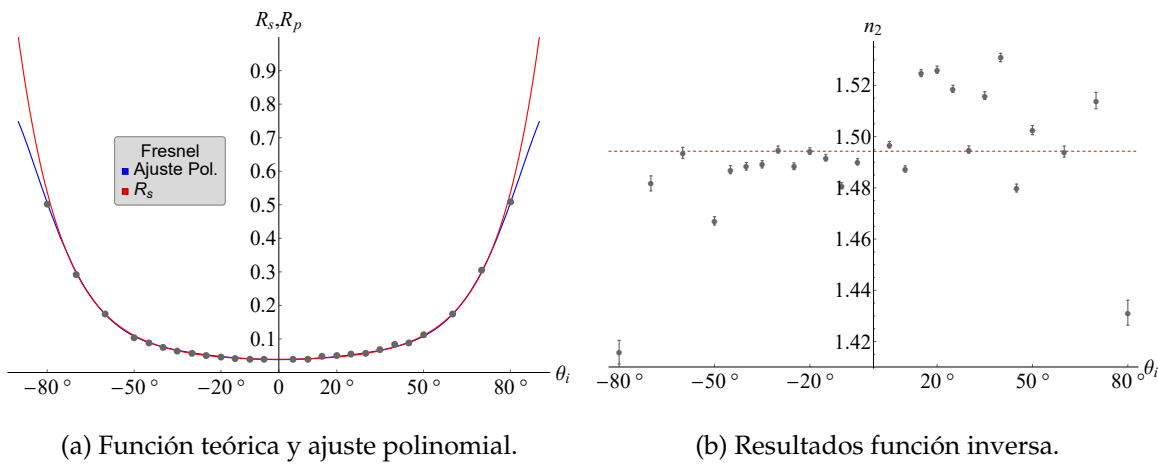 R_s,R_p
0.9
0.8
0.7
0.6
0.5
0.4
0.3
0.2
0.1
Fresnel
Ajuste Pol.
R_s
−80 ° −50 ° −20 ° 0 20 ° 50 ° 80 ° θ_i
(a) Función teórica y ajuste polinomial.
n_2
1.52
1.50
1.48
1.46
1.44
1.42
−80 ° −50 ° −20 ° 20 ° 50 ° 80 ° θ_i
(b) Resultados función inversa.